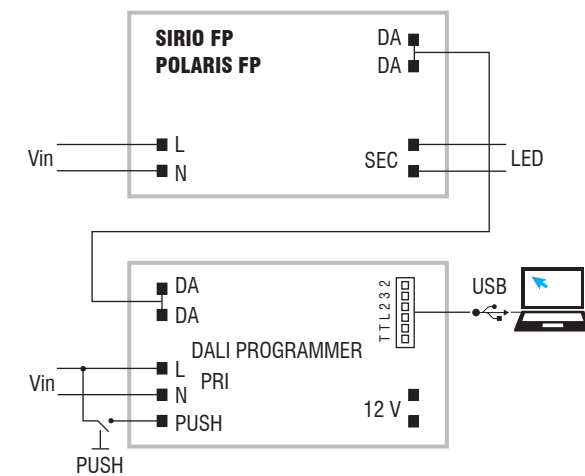 SIRIO FP
POLARIS FP
DA
DA
Vin
L
N
SEC
LED
DA
DA
TTL232
USB
DALI PROGRAMMER
Vin
L
PRI
N
12 V
PUSH
PUSH